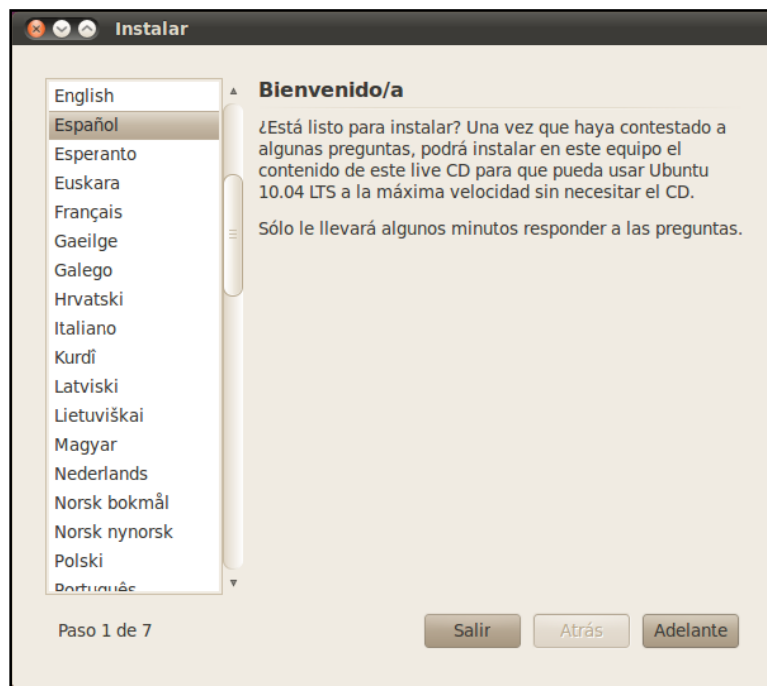 Instalar
English
Español
Esperanto
Euskara
Français
Gaeilge
Galego
Hrvatski
Italiano
Kurdî
Latviski
Lietuviškai
Magyar
Nederlands
Norsk bokmål
Norsk nynorsk
Polski
Português
Bienvenido/a
¿Está listo para instalar? Una vez que haya contestado a
algunas preguntas, podrá instalar en este equipo el
contenido de este live CD para que pueda usar Ubuntu
10.04 LTS a la máxima velocidad sin necesitar el CD.
Sólo le llevará algunos minutos responder a las preguntas.
Paso 1 de 7
Salir
Atrás
Adelante